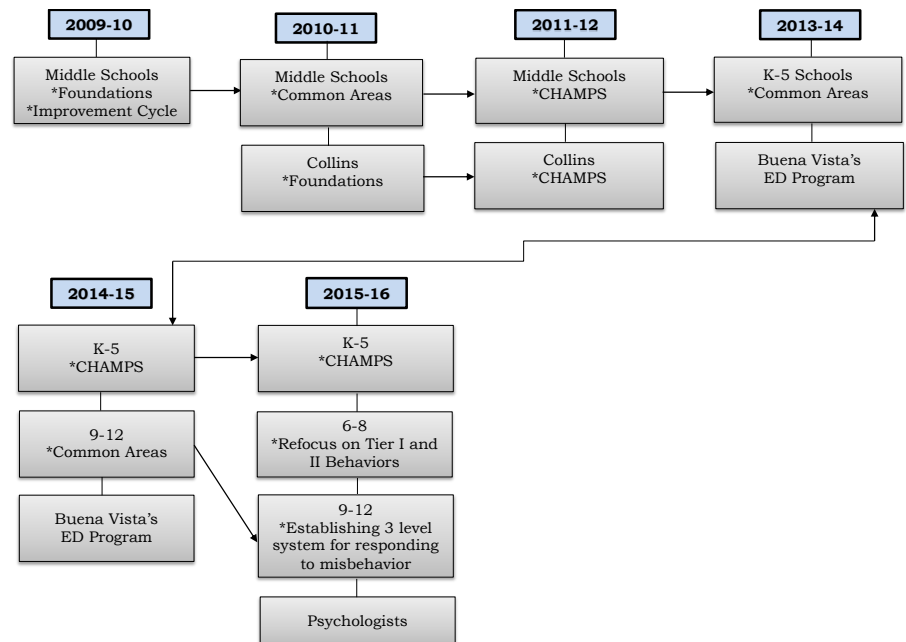 2009-10
Middle Schools
*Foundations
*Improvement Cycle
2010-11
Middle Schools
*Common Areas
Collins
*Foundations
2011-12
Middle Schools
*CHAMPS
Collins
*CHAMPS
2013-14
K-5 Schools
*Common Areas
Buena Vista's
ED Program
2014-15
K-5
*CHAMPS
9-12
*Common Areas
Buena Vista's
ED Program
2015-16
K-5
*CHAMPS
6-8
*Refocus on Tier I and
II Behaviors
9-12
*Establishing 3 level
system for responding
to misbehavior
Psychologists